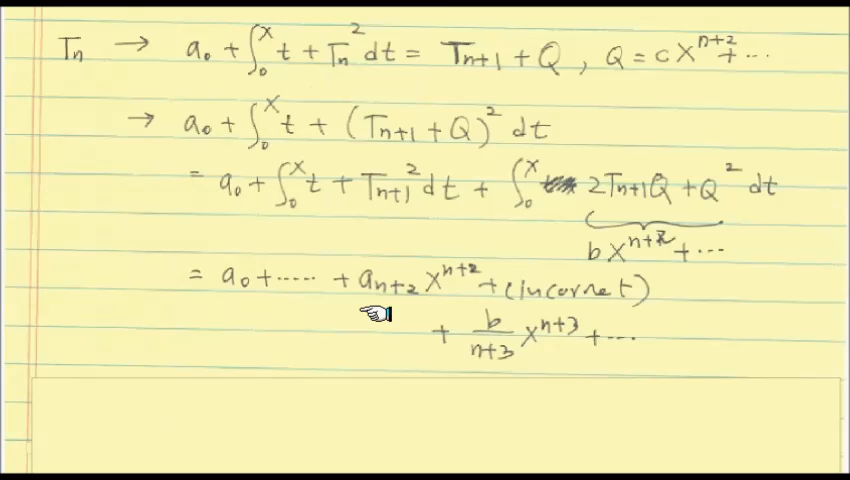 Tn → a₀ + ∫₀ˣ t + Tn² dt = Tn+1 + Q , Q = cxⁿ⁺² + ...
→ a₀ + ∫₀ˣ t + (Tn+1 + Q)² dt
= a₀ + ∫₀ˣ t + Tn+1² dt + ∫₀ˣ 2Tn+1Q + Q² dt
bxⁿ⁺² + ...
= a₀ + ..... + an+2 xⁿ⁺² + (incorrect)
+ b/(n+3) xⁿ⁺³ + ...